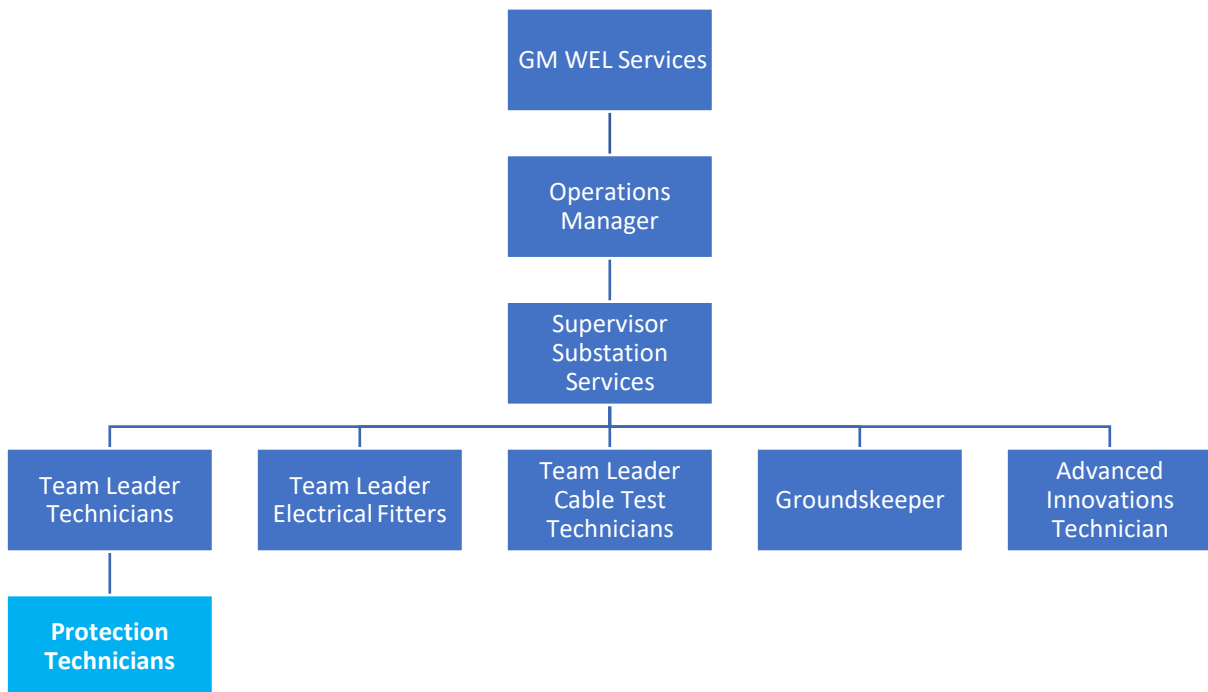 GM WEL Services
Operations
Manager
Supervisor
Substation
Services
Team Leader
Technicians
Team Leader
Electrical Fitters
Team Leader
Cable Test
Technicians
Groundskeeper
Advanced
Innovations
Technician
Protection
Technicians